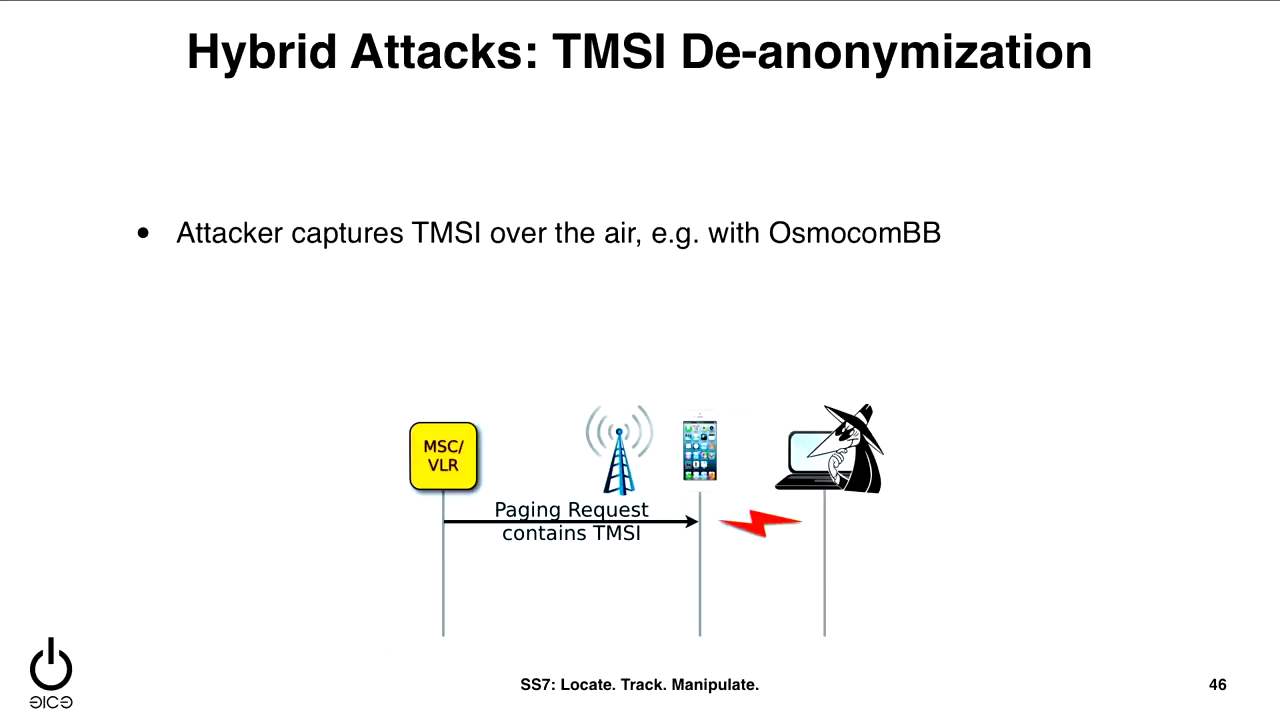 Hybrid Attacks: TMSI De-anonymization
• Attacker captures TMSI over the air, e.g. with OsmocomBB
MSC/
VLR
Paging Request
contains TMSI
SS7: Locate. Track. Manipulate.
46